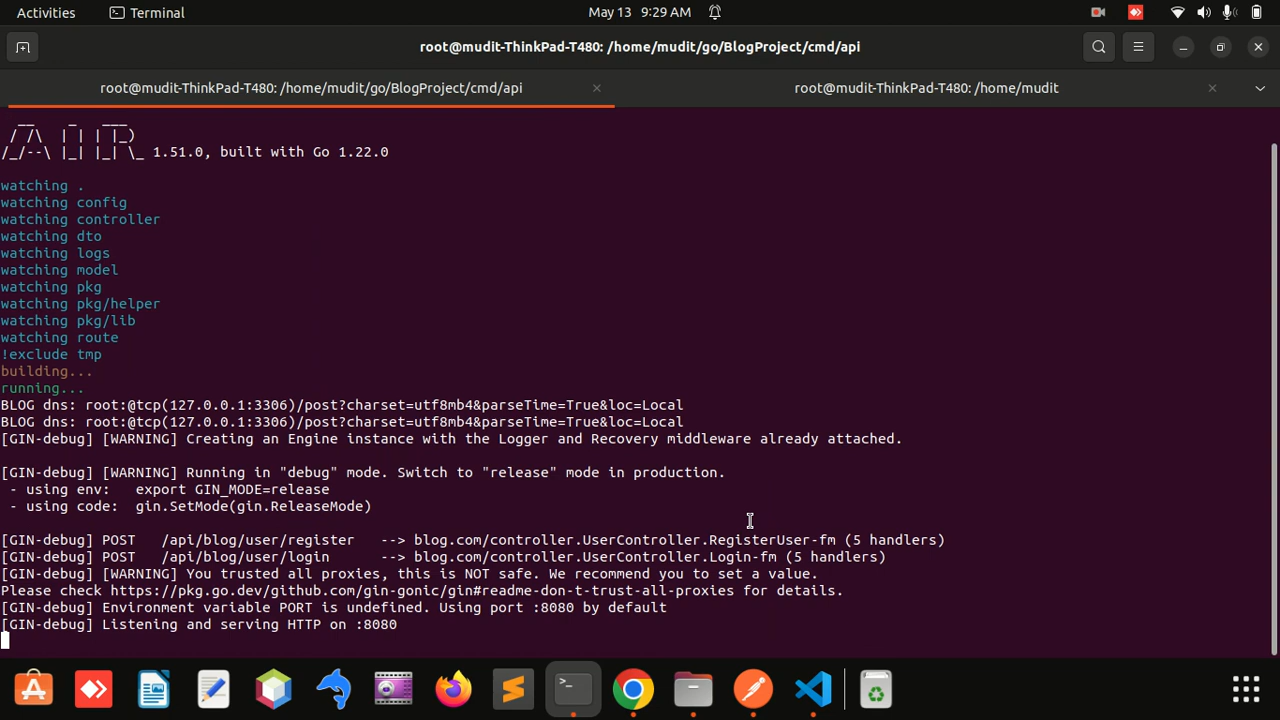 Activities Terminal May 13 9:29 AM
root@mudit-ThinkPad-T480: /home/mudit/go/BlogProject/cmd/api
root@mudit-ThinkPad-T480: /home/mudit/go/BlogProject/cmd/api × root@mudit-ThinkPad-T480: /home/mudit ×
1.51.0, built with Go 1.22.0
watching .
watching config
watching controller
watching dto
watching logs
watching model
watching pkg
watching pkg/helper
watching pkg/lib
watching route
!exclude tmp
building...
running...
BLOG dns: root:@tcp(127.0.0.1:3306)/post?charset=utf8mb4&parseTime=True&loc=Local
BLOG dns: root:@tcp(127.0.0.1:3306)/post?charset=utf8mb4&parseTime=True&loc=Local
[GIN-debug] [WARNING] Creating an Engine instance with the Logger and Recovery middleware already attached.
[GIN-debug] [WARNING] Running in "debug" mode. Switch to "release" mode in production.
- using env: export GIN_MODE=release
- using code: gin.SetMode(gin.ReleaseMode)
[GIN-debug] POST /api/blog/user/register --> blog.com/controller.UserController.RegisterUser-fm (5 handlers)
[GIN-debug] POST /api/blog/user/login --> blog.com/controller.UserController.Login-fm (5 handlers)
[GIN-debug] [WARNING] You trusted all proxies, this is NOT safe. We recommend you to set a value.
Please check https://pkg.go.dev/github.com/gin-gonic/gin#readme-don-t-trust-all-proxies for details.
[GIN-debug] Environment variable PORT is undefined. Using port :8080 by default
[GIN-debug] Listening and serving HTTP on :8080